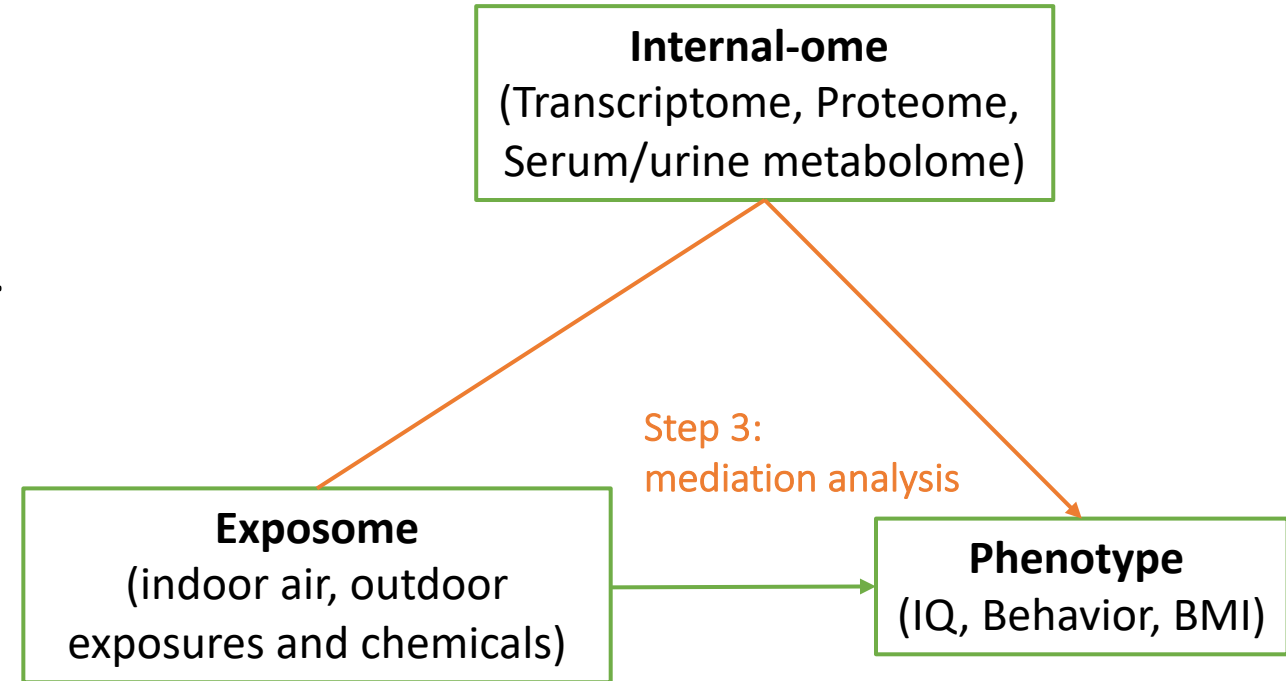 Internal-ome
(Transcriptome, Proteome,
Serum/urine metabolome)
Step 3:
mediation analysis
Exposome
(indoor air, outdoor
exposures and chemicals)
Phenotype
(IQ, Behavior, BMI)